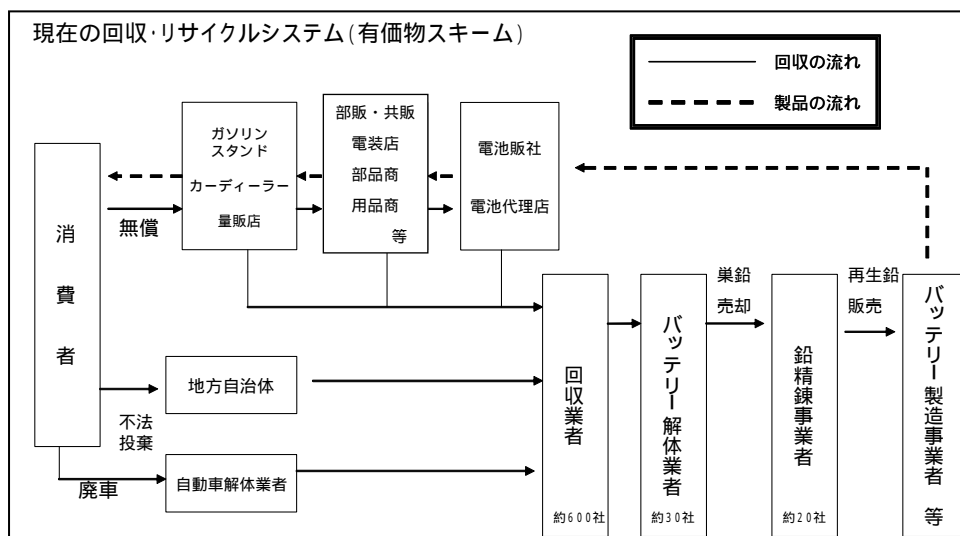 現在の回収・リサイクルシステム(有価物スキーム)
回収の流れ
製品の流れ
消費者
無償
ガソリン
スタンド
カーディーラー
量販店
部販・共販
電装店
部品商
用品商
等
電池販社
電池代理店
不法
投棄
地方自治体
廃車
自動車解体業者
回収業者
約600社
バッテリー解体業者
約30社
巣鉛
売却
鉛精錬事業者
約20社
再生鉛
販売
バッテリー製造事業者 等